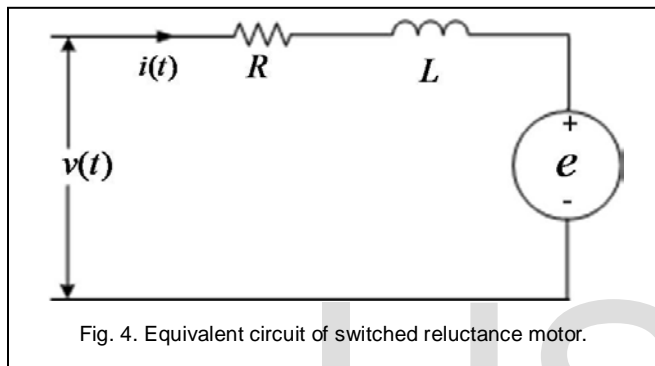 i(t)
R
L
v(t)
+
e
-
Fig. 4. Equivalent circuit of switched reluctance motor.